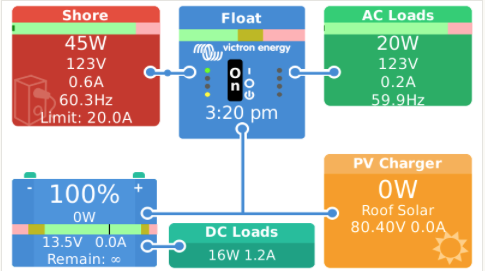 Shore
45W
123V
0.6A
60.3Hz
Limit: 20.0A
Float
victron energy
On
3:20 pm
AC Loads
20W
123V
0.2A
59.9Hz
- +
100%
0W
13.5V 0.0A
Remain: ∞
DC Loads
16W 1.2A
PV Charger
0W
Roof Solar
80.40V 0.0A